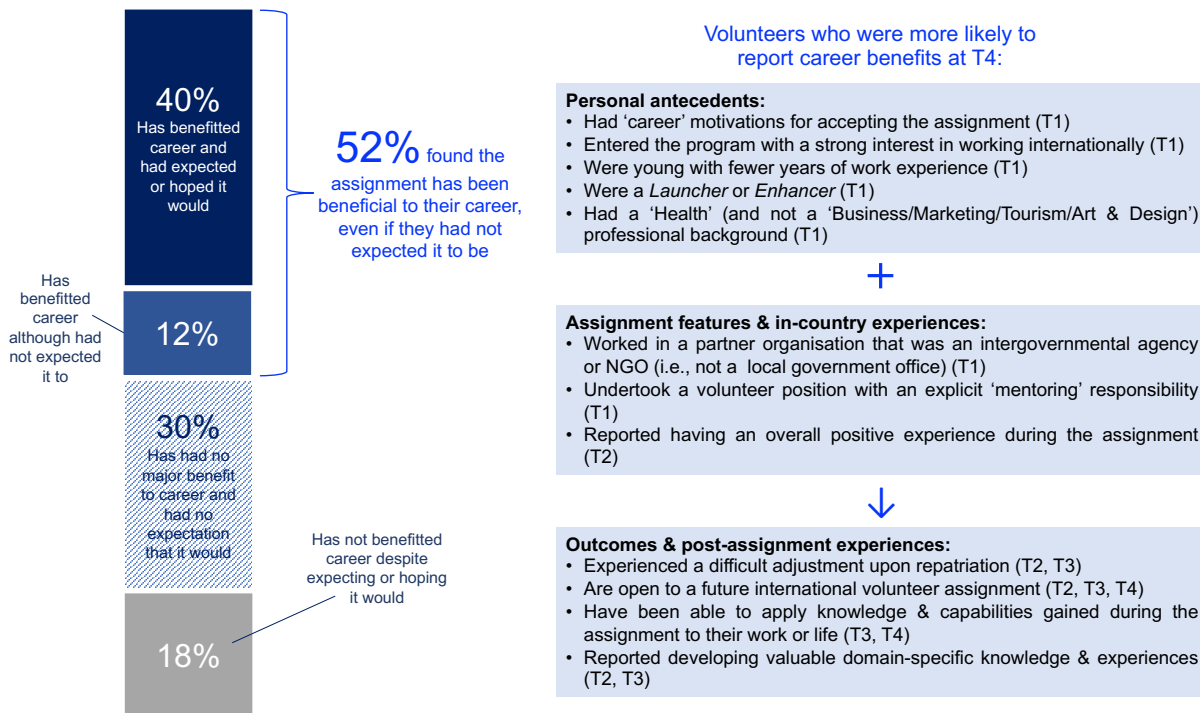 40%
Has benefitted
career and
had expected
or hoped it
would
52% found the
assignment has been
beneficial to their career,
even if they had not
expected it to be
Has
benefitted
career
although had
not expected
it to
12%
30%
Has had no
major benefit
to career and
had no
expectation
that it would
Has not benefitted
career despite
expecting or hoping
it would
18%
Volunteers who were more likely to
report career benefits at T4:
Personal antecedents:
• Had ‘career’ motivations for accepting the assignment (T1)
• Entered the program with a strong interest in working internationally (T1)
• Were young with fewer years of work experience (T1)
• Were a Launcher or Enhancer (T1)
• Had a ‘Health’ (and not a ‘Business/Marketing/Tourism/Art & Design’)
professional background (T1)
+
Assignment features & in-country experiences:
• Worked in a partner organisation that was an intergovernmental agency
or NGO (i.e., not a local government office) (T1)
• Undertook a volunteer position with an explicit ‘mentoring’ responsibility
(T1)
• Reported having an overall positive experience during the assignment
(T2)
↓
Outcomes & post-assignment experiences:
• Experienced a difficult adjustment upon repatriation (T2, T3)
• Are open to a future international volunteer assignment (T2, T3, T4)
• Have been able to apply knowledge & capabilities gained during the
assignment to their work or life (T3, T4)
• Reported developing valuable domain-specific knowledge & experiences
(T2, T3)